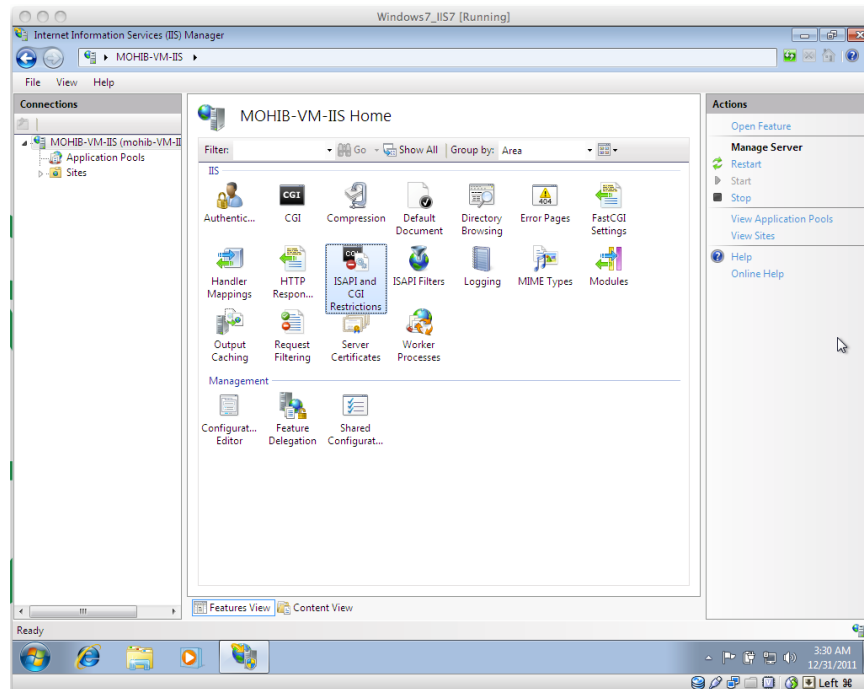 Windows7_IIS7 [Running]
Internet Information Services (IIS) Manager
MOHIB-VM-IIS
File View Help
Connections
MOHIB-VM-IIS (mohib-VM-II
Application Pools
Sites
MOHIB-VM-IIS Home
Filter: Go Show All Group by: Area
IIS
Authentic... CGI Compression Default Document Directory Browsing Error Pages FastCGI Settings
CGI
404
Handler Mappings HTTP Respon... ISAPI and CGI Restrictions ISAPI Filters Logging MIME Types Modules
Output Caching Request Filtering Server Certificates Worker Processes
Management
Configurat... Editor Feature Delegation Shared Configurat...
Features View Content View
Actions
Open Feature
Manage Server
Restart
Start
Stop
View Application Pools
View Sites
Help
Online Help
Ready
3:30 AM
12/31/2011
Left ⌘